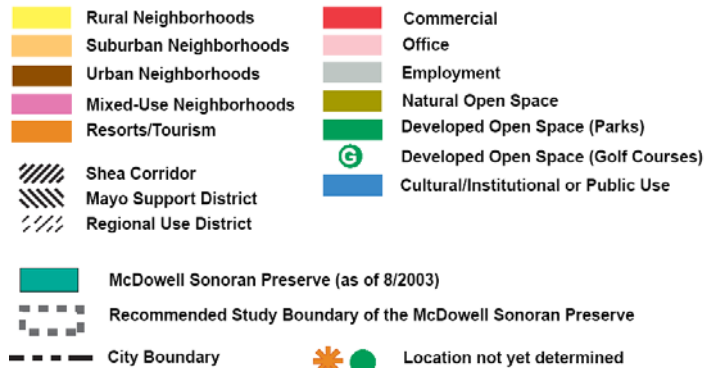 Rural Neighborhoods
Suburban Neighborhoods
Urban Neighborhoods
Mixed-Use Neighborhoods
Resorts/Tourism
Shea Corridor
Mayo Support District
Regional Use District
Commercial
Office
Employment
Natural Open Space
Developed Open Space (Parks)
G Developed Open Space (Golf Courses)
Cultural/Institutional or Public Use
McDowell Sonoran Preserve (as of 8/2003)
Recommended Study Boundary of the McDowell Sonoran Preserve
City Boundary
Location not yet determined